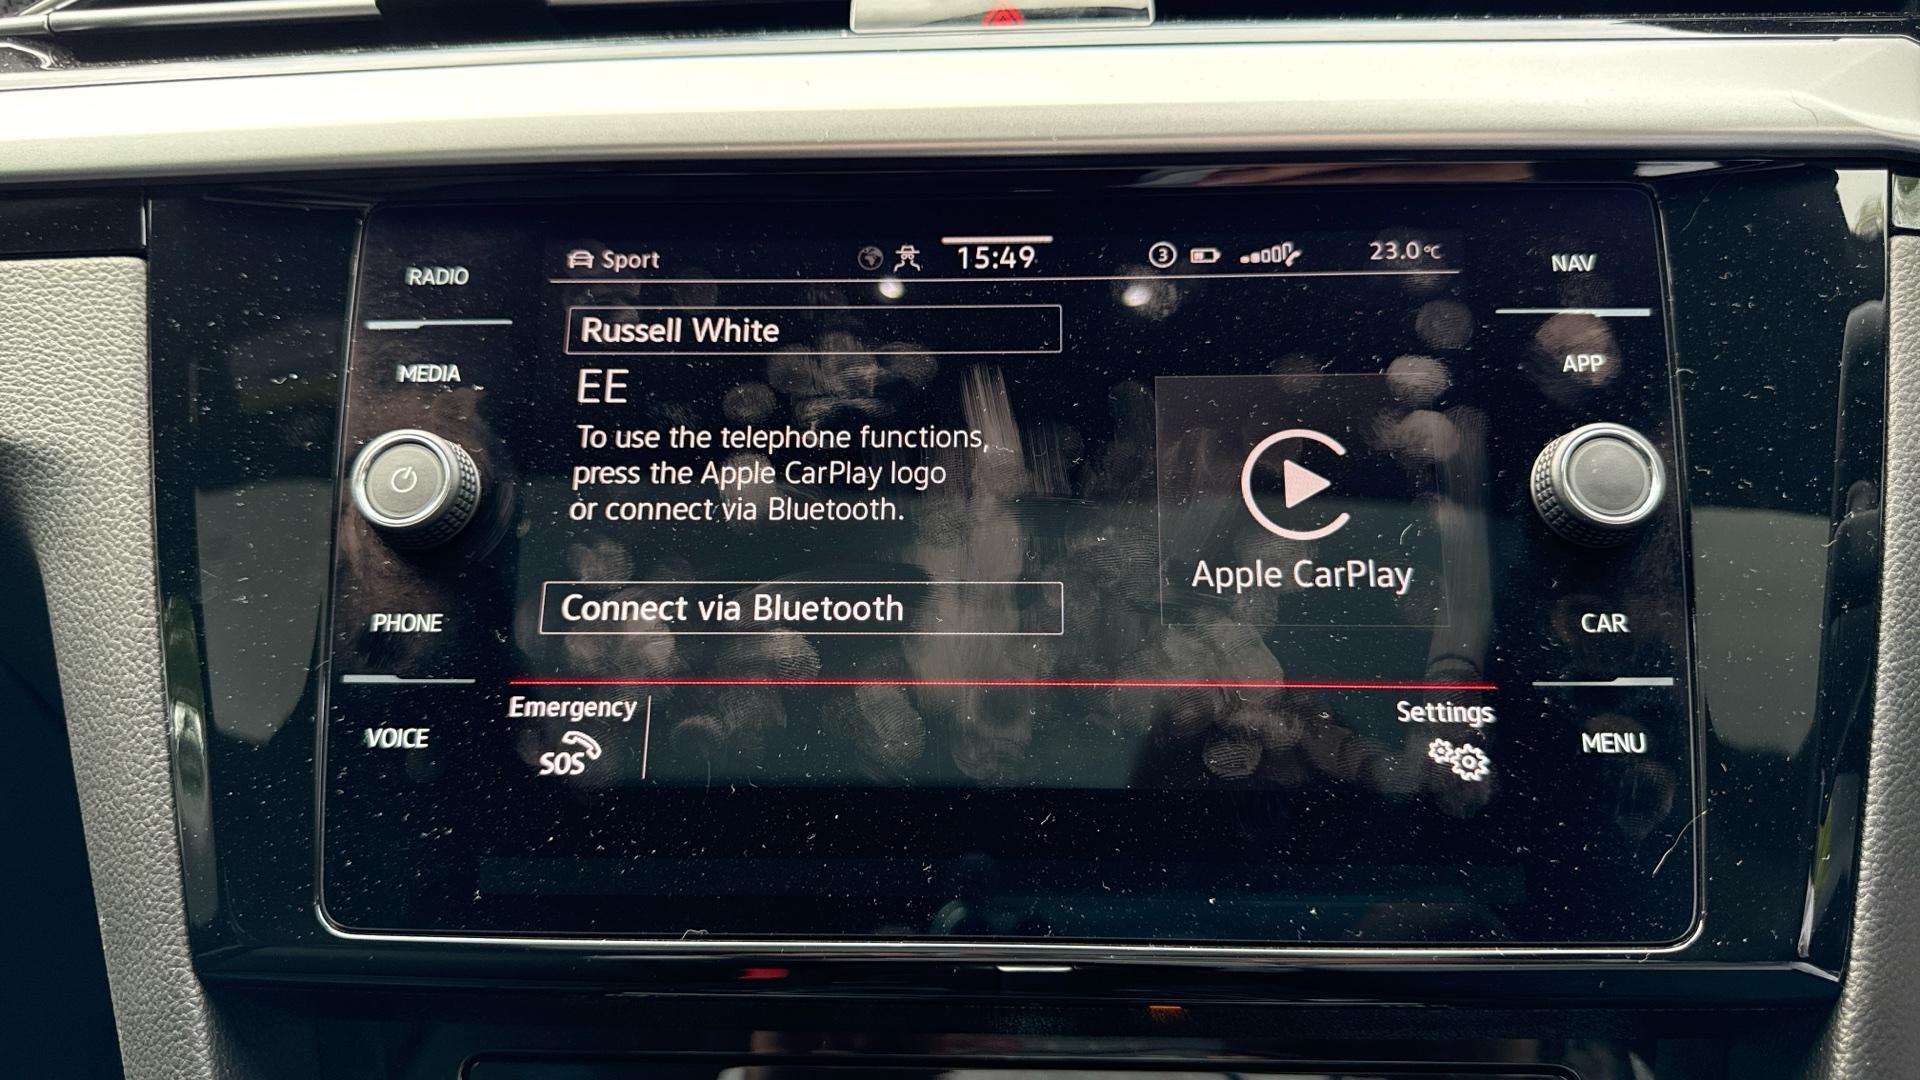 RADIO
MEDIA
PHONE
VOICE
Sport
15:49
3
23.0°C
Russell White
EE
To use the telephone functions,
press the Apple CarPlay logo
or connect via Bluetooth.
Connect via Bluetooth
Apple CarPlay
Emergency
SOS
Settings
NAV
APP
CAR
MENU